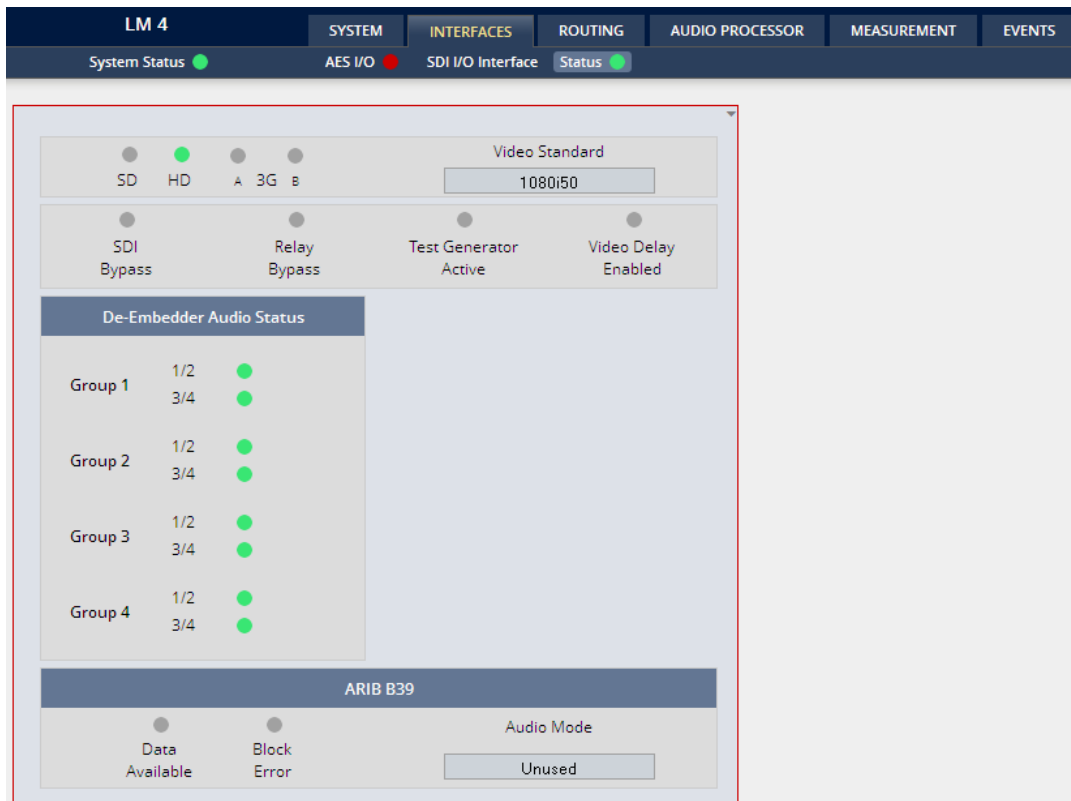 LM 4 SYSTEM INTERFACES ROUTING AUDIO PROCESSOR MEASUREMENT EVENTS
System Status AES I/O SDI I/O Interface Status
Video Standard
SD HD A 3G B
1080i50
SDI Bypass
Relay Bypass
Test Generator Active
Video Delay Enabled
De-Embedder Audio Status
Group 1
1/2
3/4
Group 2
1/2
3/4
Group 3
1/2
3/4
Group 4
1/2
3/4
ARIB B39
Data Available
Block Error
Audio Mode
Unused